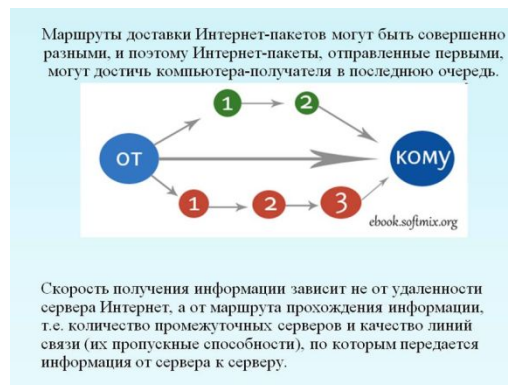 Маршруты доставки Интернет-пакетов могут быть совершенно
разными, и поэтому Интернет-пакеты, отправленные первыми,
могут достичь компьютера-получателя в последнюю очередь.
1 2
ОТ КОМУ
1 2 3
ebook.softmix.org
Скорость получения информации зависит не от удаленности
сервера Интернет, а от маршрута прохождения информации,
т.е. количество промежуточных серверов и качество линий
связи (их пропускные способности), по которым передается
информация от сервера к серверу.